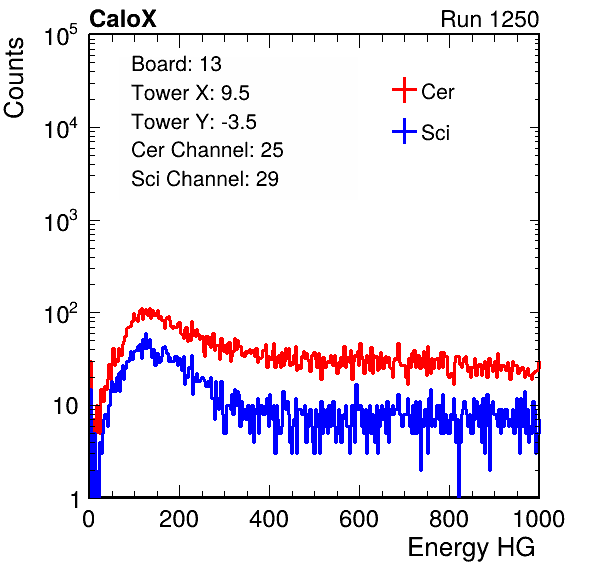 CaloX Run 1250
Counts
Board: 13
Tower X: 9.5
Tower Y: -3.5
Cer Channel: 25
Sci Channel: 29
Cer
Sci
10^5
10^4
10^3
10^2
10
1
0 200 400 600 800 1000
Energy HG